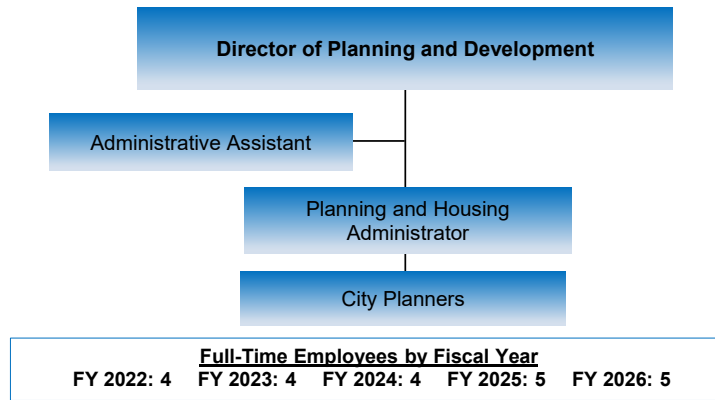 Director of Planning and Development
Administrative Assistant
Planning and Housing
Administrator
City Planners
Full-Time Employees by Fiscal Year
FY 2022: 4 FY 2023: 4 FY 2024: 4 FY 2025: 5 FY 2026: 5